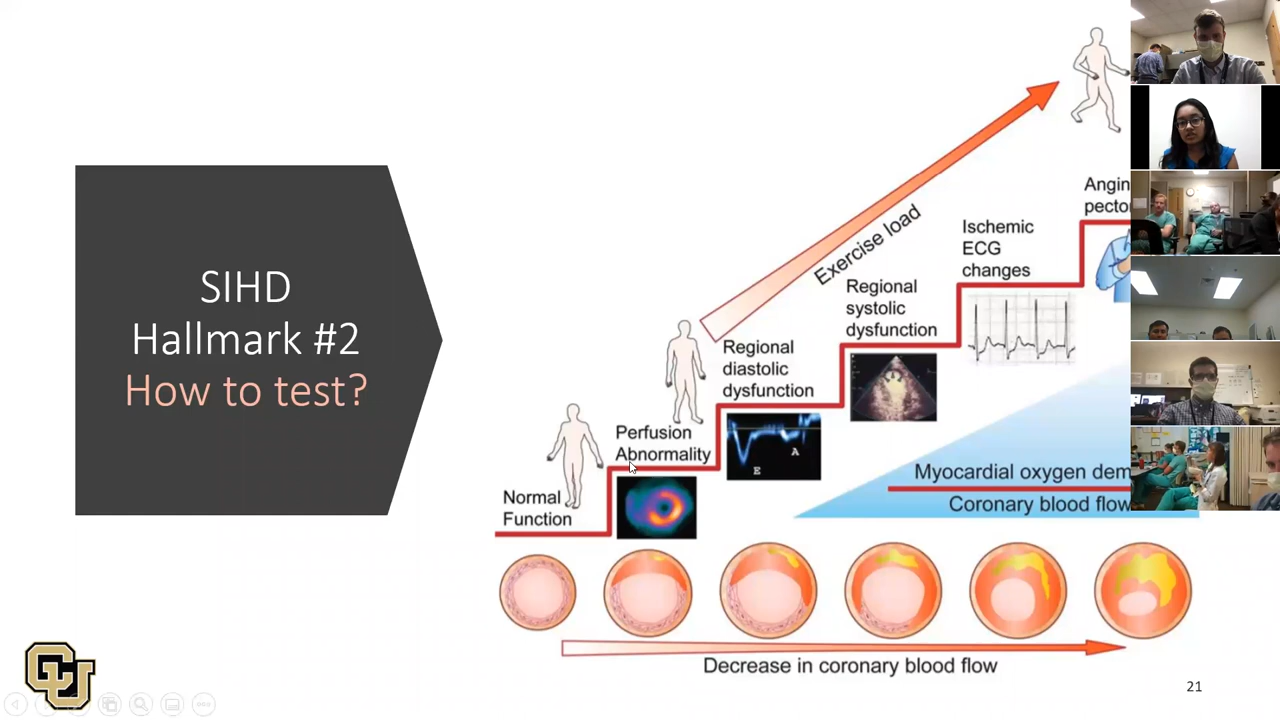 SIHD
Hallmark #2
How to test?
Exercise load
Angin
pecto
Ischemic
ECG
changes
Regional
systolic
dysfunction
Regional
diastolic
dysfunction
Perfusion
Abnormality
Normal
Function
E
A
Myocardial oxygen dem
Coronary blood flow
Decrease in coronary blood flow
CU
21